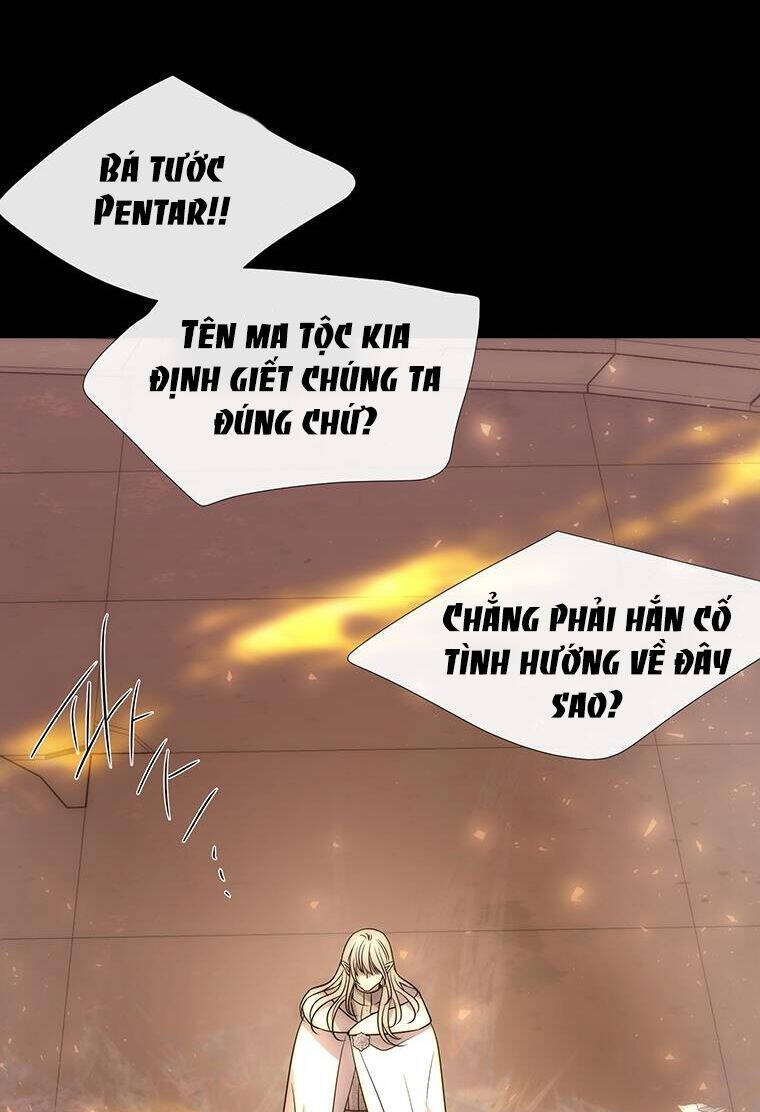 BÁ TƯỚC
PENTAR!!
TÊN MA TỘC KIA
ĐỊNH GIẾT CHÚNG TA
ĐÚNG CHỨ?
CHẲNG PHẢI HẮN CỐ
TÌNH HƯỚNG VỀ ĐÂY
SAO?